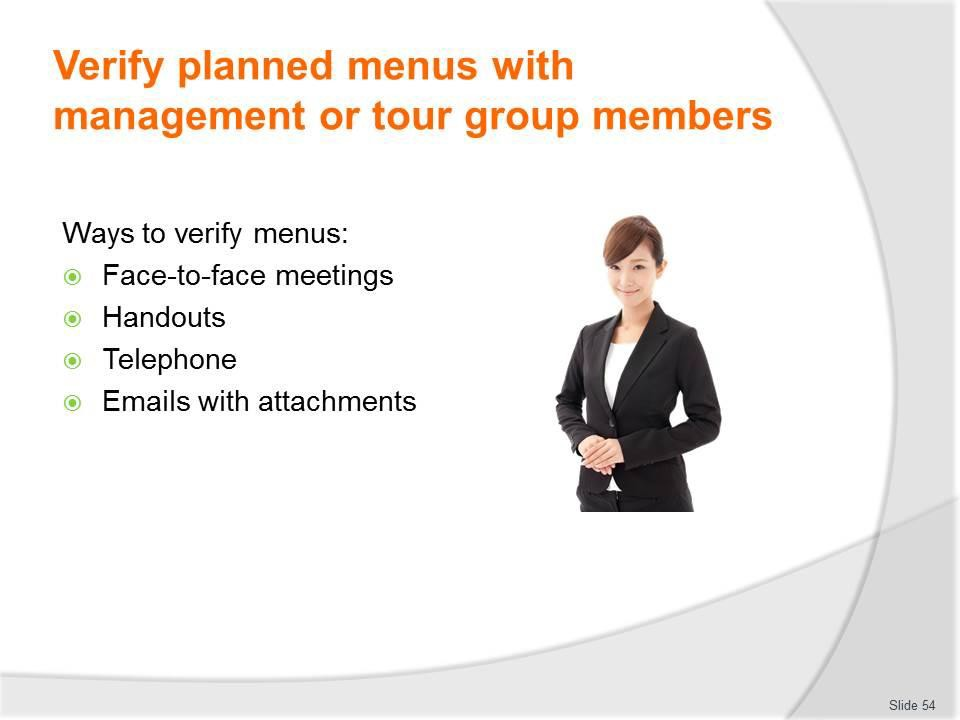 Verify planned menus with
management or tour group members
Ways to verify menus:
Face-to-face meetings
Handouts
Telephone
Emails with attachments
Slide 54